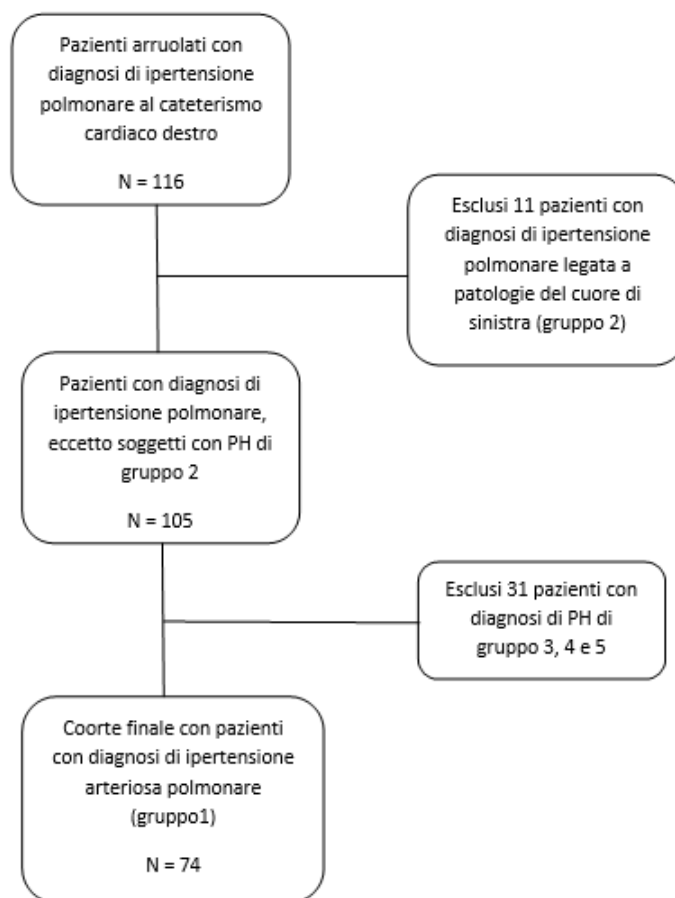 Pazienti arruolati con
diagnosi di ipertensione
polmonare al cateterismo
cardiaco destro
N = 116
Esclusi 11 pazienti con
diagnosi di ipertensione
polmonare legata a
patologie del cuore di
sinistra (gruppo 2)
Pazienti con diagnosi di
ipertensione polmonare,
eccetto soggetti con PH di
gruppo 2
N = 105
Esclusi 31 pazienti con
diagnosi di PH di
gruppo 3, 4 e 5
Coorte finale con pazienti
con diagnosi di ipertensione
arteriosa polmonare
(gruppo1)
N = 74